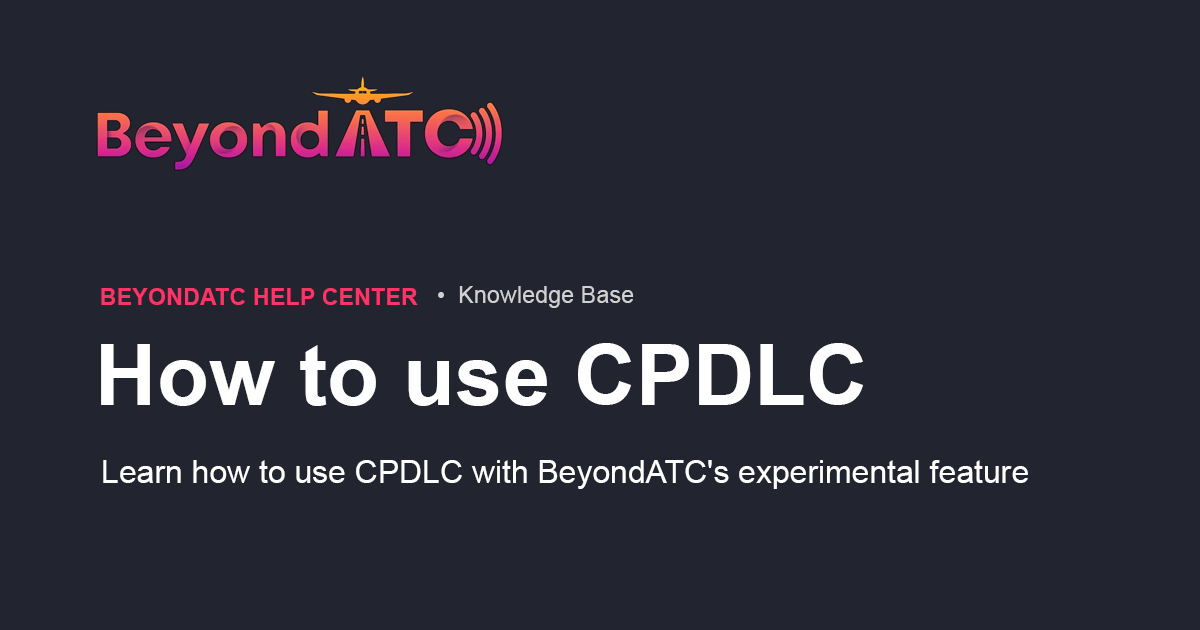 BeyondATC
BEYONDATC HELP CENTER • Knowledge Base
How to use CPDLC
Learn how to use CPDLC with BeyondATC's experimental feature